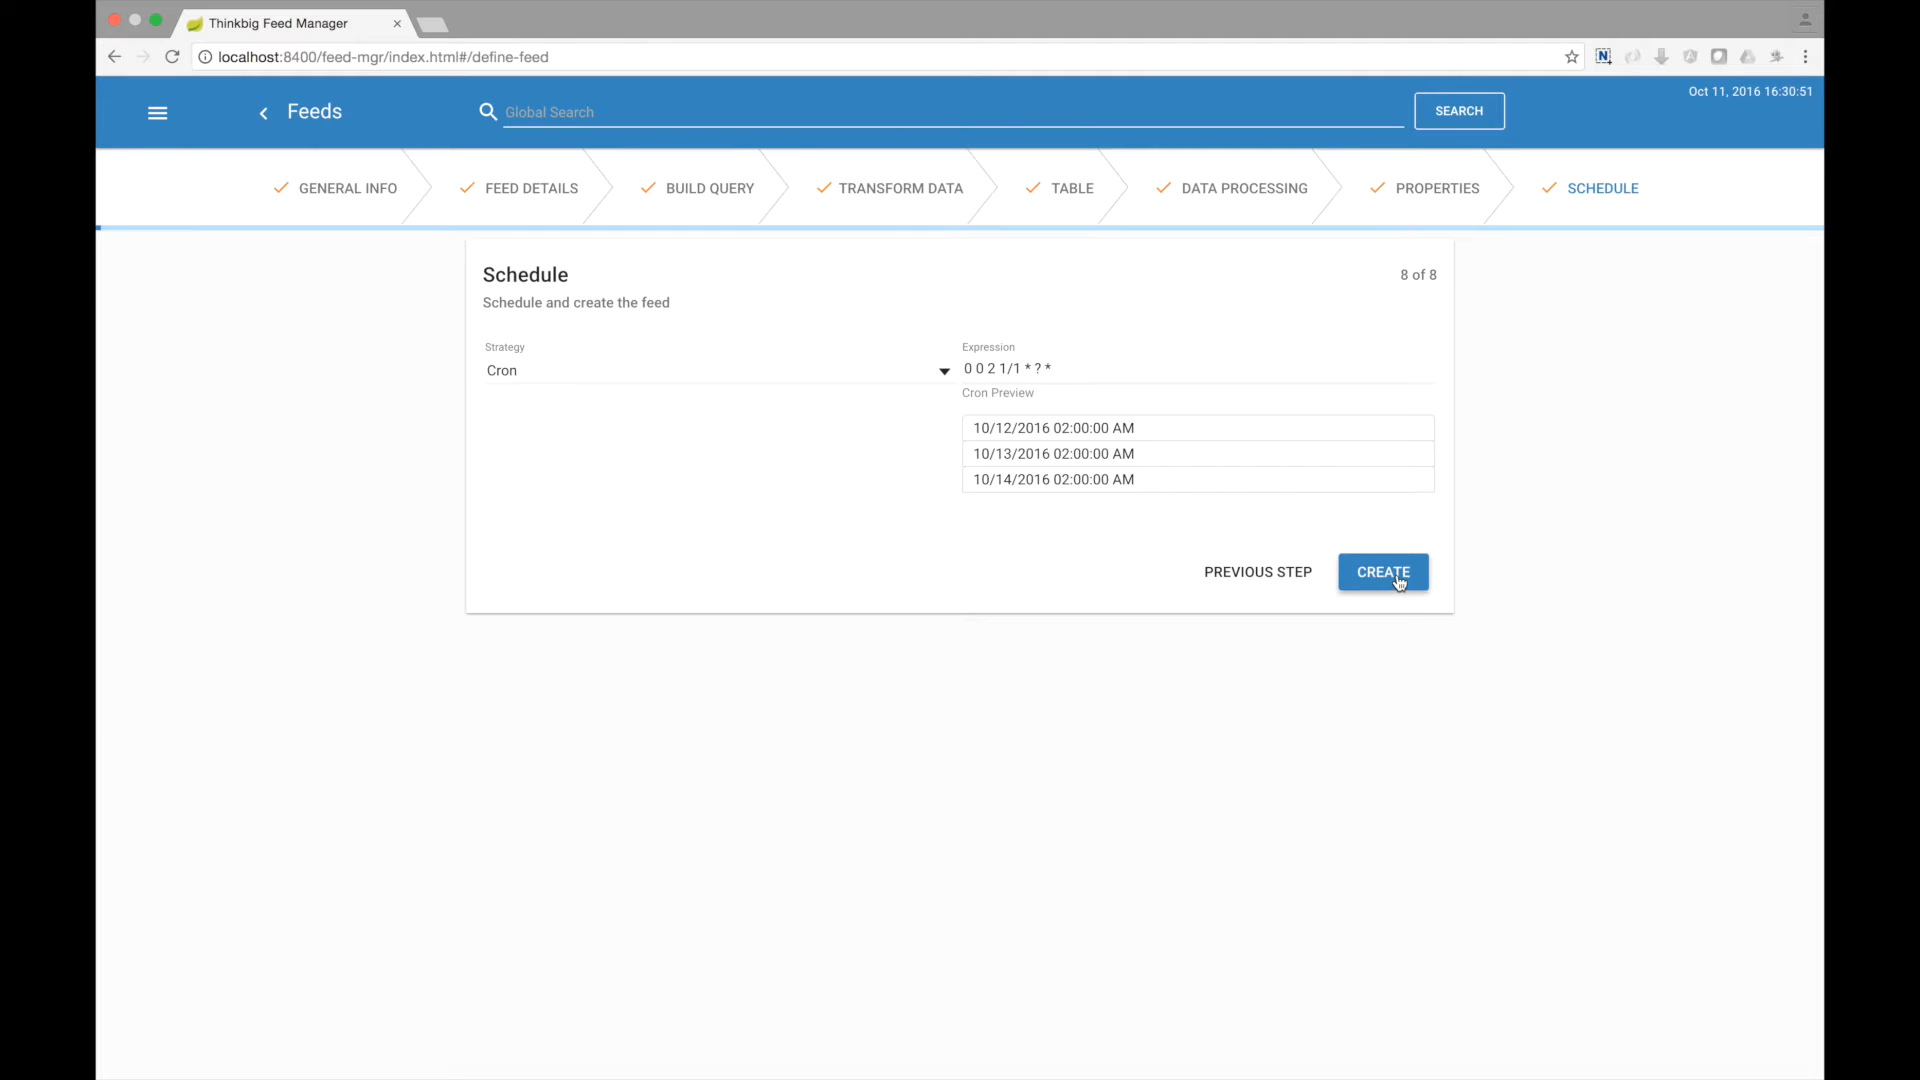 Thinkbig Feed Manager
localhost:8400/feed-mgr/index.html#/define-feed
N
Oct 11, 2016 16:30:51
Feeds
Global Search
SEARCH
GENERAL INFO
FEED DETAILS
BUILD QUERY
TRANSFORM DATA
TABLE
DATA PROCESSING
PROPERTIES
SCHEDULE
Schedule
8 of 8
Schedule and create the feed
Strategy
Cron
Expression
0 0 2 1/1 * ? *
Cron Preview
10/12/2016 02:00:00 AM
10/13/2016 02:00:00 AM
10/14/2016 02:00:00 AM
PREVIOUS STEP
CREATE